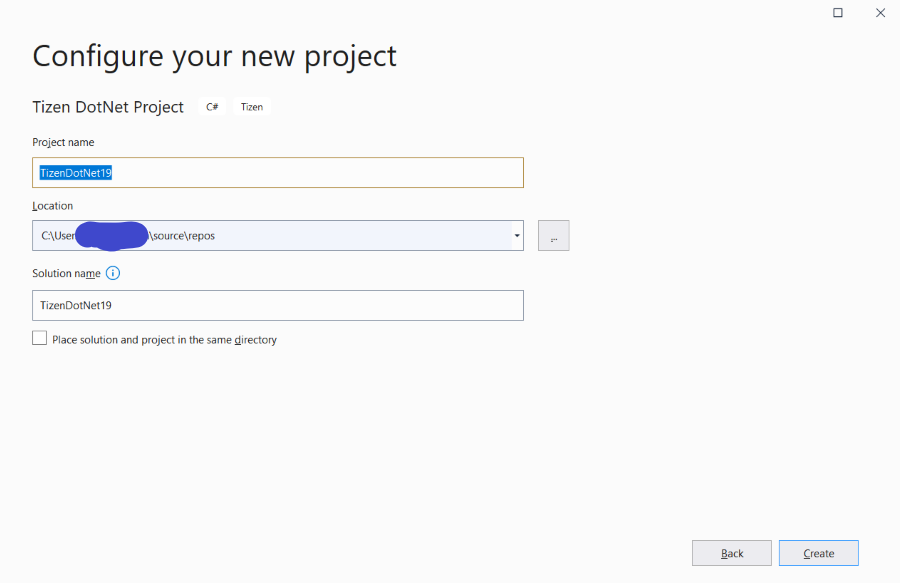 Configure your new project
Tizen DotNet Project C# Tizen
Project name
TizenDotNet19
Location
C:\User \source\repos
...
Solution name
TizenDotNet19
Place solution and project in the same directory
Back Create